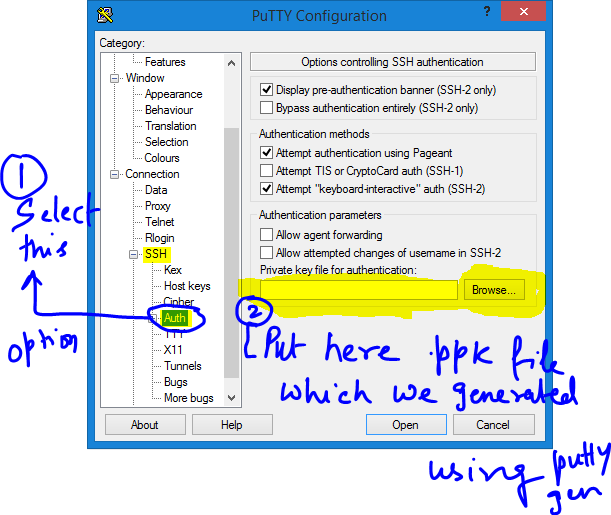 PuTTY Configuration
?
Category:
Features
Window
Appearance
Behaviour
Translation
Selection
Colours
Connection
Data
Proxy
Telnet
Rlogin
SSH
Kex
Host keys
Cipher
Auth
TTY
X11
Tunnels
Bugs
More bugs
Options controlling SSH authentication
Display pre-authentication banner (SSH-2 only)
Bypass authentication entirely (SSH-2 only)
Authentication methods
Attempt authentication using Pageant
Attempt TIS or CryptoCard auth (SSH-1)
Attempt "keyboard-interactive" auth (SSH-2)
Authentication parameters
Allow agent forwarding
Allow attempted changes of username in SSH-2
Private key file for authentication:
Browse...
About
Help
Open
Cancel
1
Select
this
option
2
Put here .ppk file
which we generated
using putty
gen